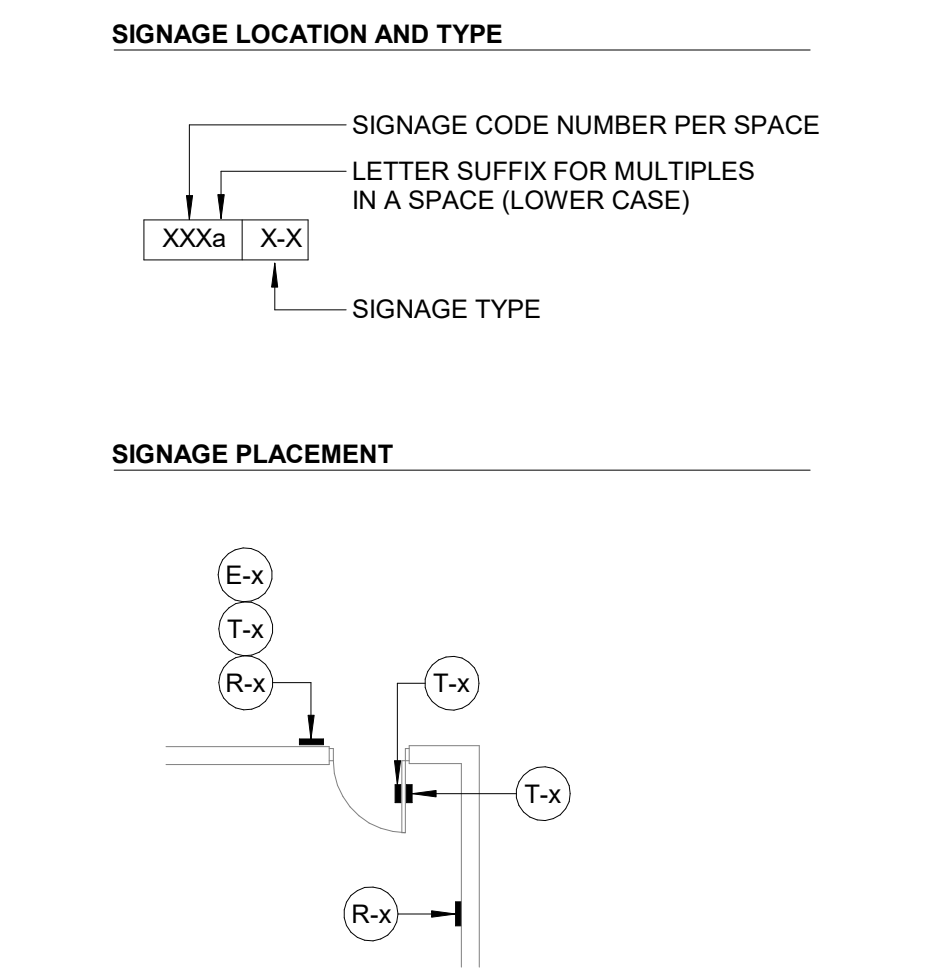 SIGNAGE LOCATION AND TYPE
SIGNAGE CODE NUMBER PER SPACE
LETTER SUFFIX FOR MULTIPLES
IN A SPACE (LOWER CASE)
XXXa X-X
SIGNAGE TYPE
SIGNAGE PLACEMENT
E-x
T-x
R-x
T-x
T-x
R-x